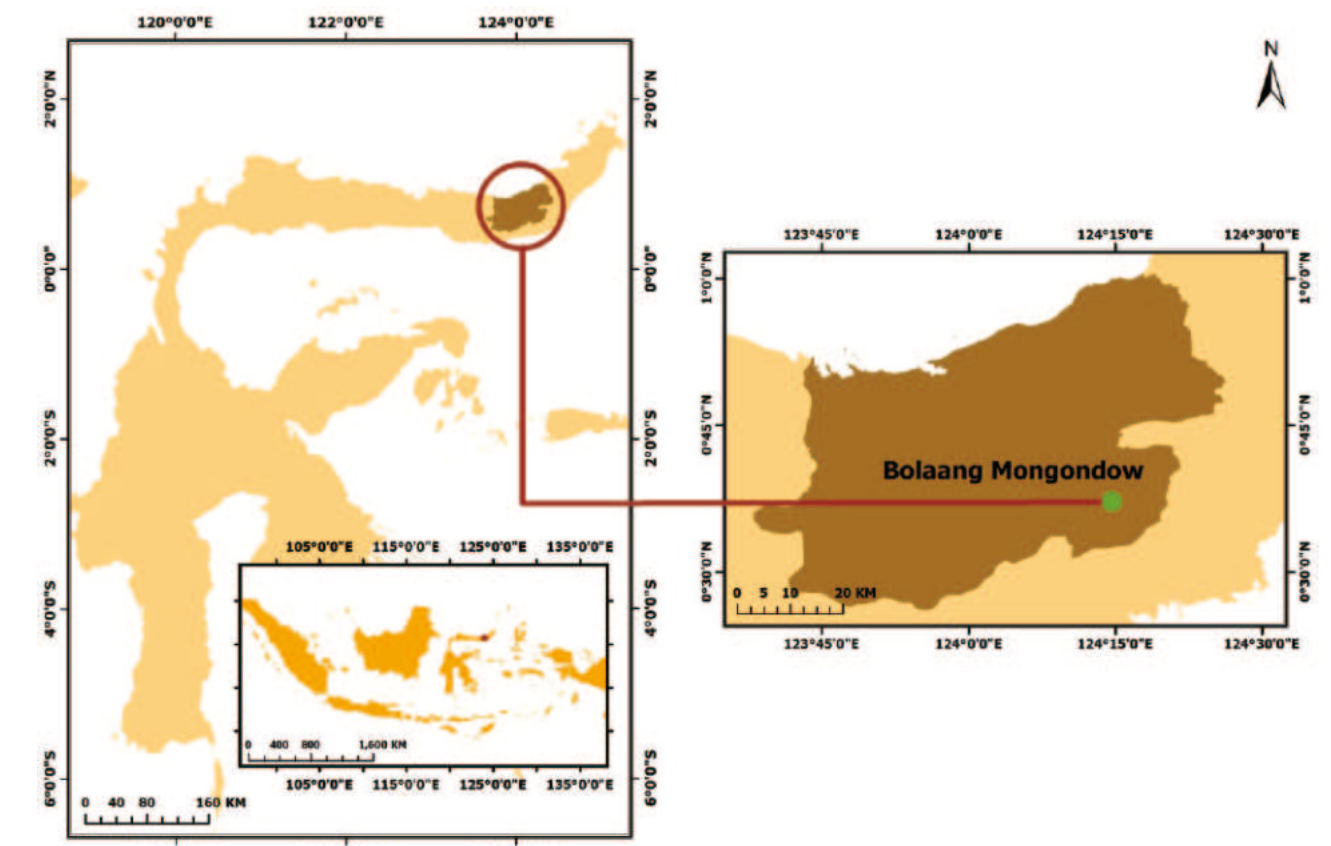 120°0'0"E 122°0'0"E 124°0'0"E
N
2°0'0"N 2°0'0"N
0°0'0" 0°0'0"
2°0'0"S 2°0'0"S
4°0'0"S 4°0'0"S
6°0'0"S 6°0'0"S
105°0'0"E 115°0'0"E 125°0'0"E 135°0'0"E
0 400 800 1,600 KM
105°0'0"E 115°0'0"E 125°0'0"E 135°0'0"E
0 40 80 160 KM
123°45'0"E 124°0'0"E 124°15'0"E 124°30'0"E
1°0'0"N 1°0'0"N
0°45'0"N 0°45'0"N
Bolaang Mongondow
0°30'0"N 0°30'0"N
0 5 10 20 KM
123°45'0"E 124°0'0"E 124°15'0"E 124°30'0"E